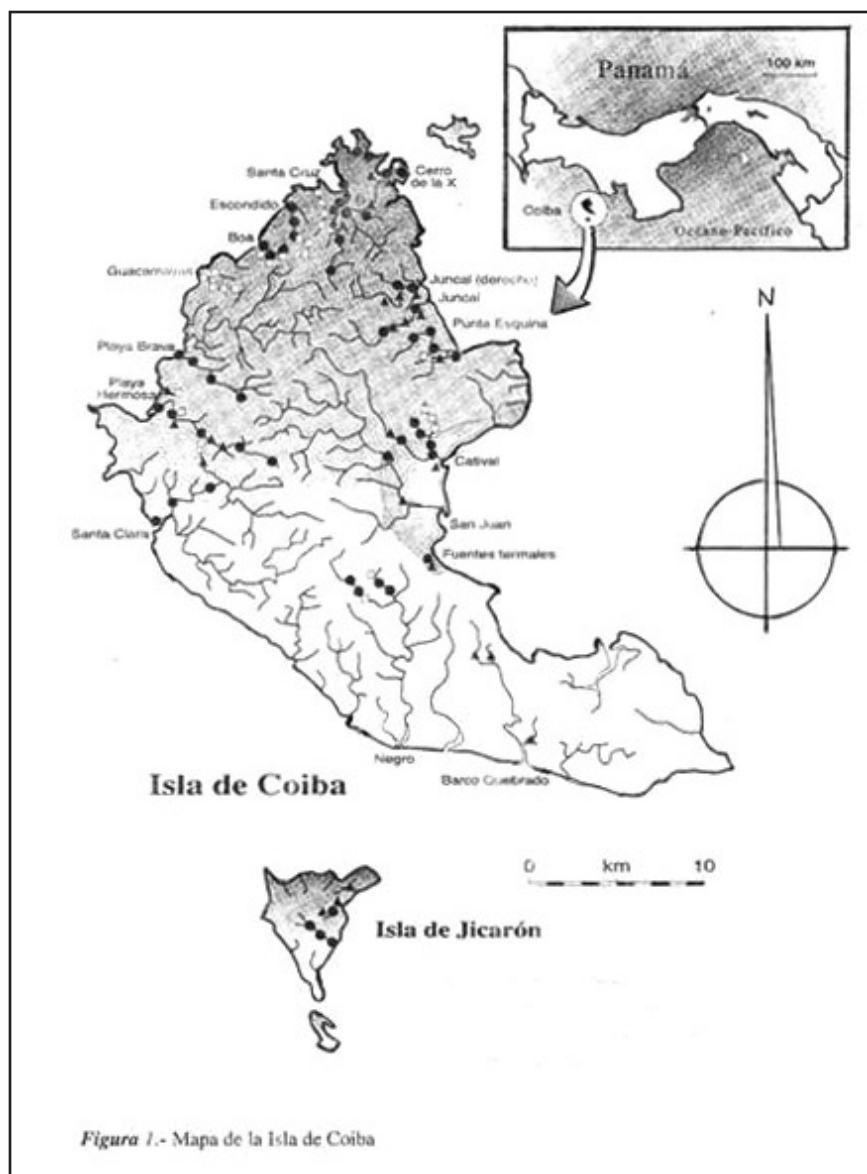 Panamá
100 km
Coiba
Océano Pacífico
Santa Cruz
Cerro
de la X
Escondido
Boa
Guacamayas
Juncal (derecho)
Juncal
Punta Esquina
Playa Brava
Playa
Hermosa
Catival
San Juan
Santa Clara
Fuentes termales
N
Negro
Barco Quebrado
Isla de Coiba
0 km 10
Isla de Jicarón
Figura 1.- Mapa de la Isla de Coiba